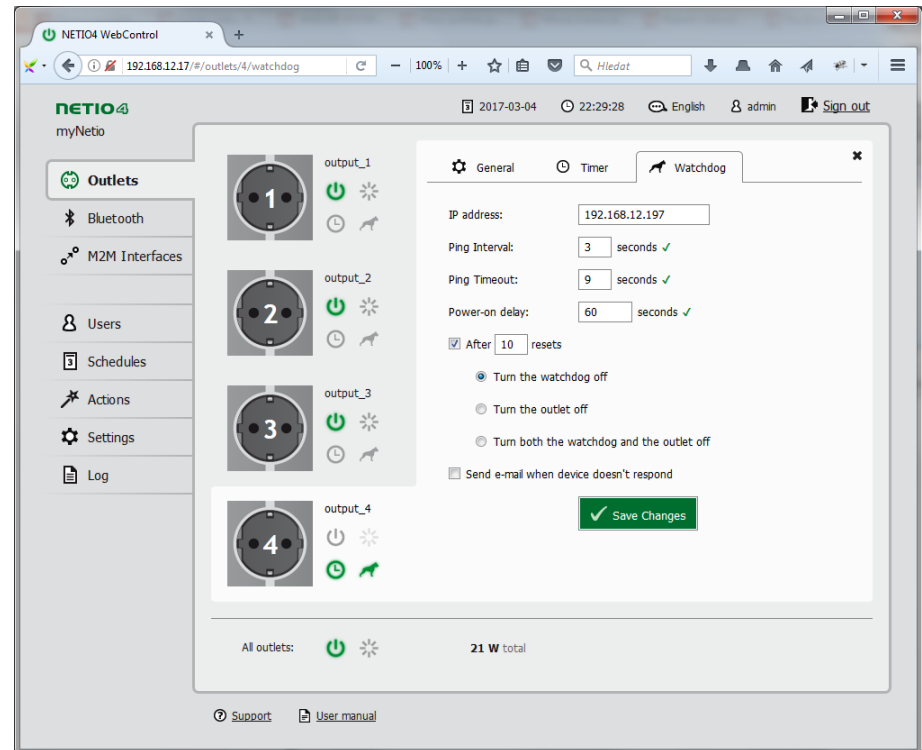 NETIO4 WebControl
192.168.12.17/#/outlets/4/watchdog
100%
Hledat
NETIO4
2017-03-04 22:29:28 English admin Sign out
myNetio
Outlets
Bluetooth
M2M Interfaces
Users
Schedules
Actions
Settings
Log
1
output_1
2
output_2
3
output_3
4
output_4
General Timer Watchdog
IP address: 192.168.12.197
Ping Interval: 3 seconds ✓
Ping Timeout: 9 seconds ✓
Power-on delay: 60 seconds ✓
After 10 resets
Turn the watchdog off
Turn the outlet off
Turn both the watchdog and the outlet off
Send e-mail when device doesn't respond
Save Changes
All outlets: 21 W total
Support User manual